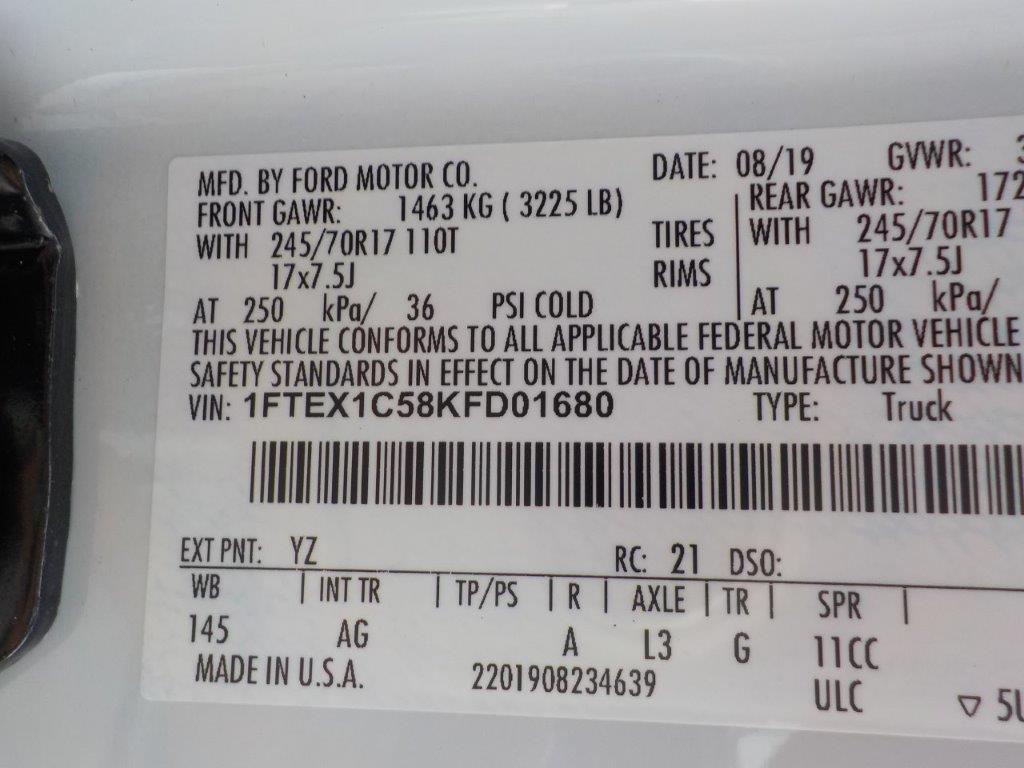 MFD. BY FORD MOTOR CO. DATE: 08/19 GVWR:
FRONT GAWR: 1463 KG ( 3225 LB) REAR GAWR: 172
WITH 245/70R17 110T TIRES WITH 245/70R17
17x7.5J RIMS 17x7.5J
AT 250 kPa/ 36 PSI COLD AT 250 kPa/
THIS VEHICLE CONFORMS TO ALL APPLICABLE FEDERAL MOTOR VEHICLE
SAFETY STANDARDS IN EFFECT ON THE DATE OF MANUFACTURE SHOWN
VIN: 1FTEX1C58KFD01680 TYPE: Truck
EXT PNT: YZ RC: 21 DSO:
WB INT TR TP/PS R AXLE TR SPR
145 AG A L3 G 11CC
MADE IN U.S.A. 2201908234639 ULC ▽ 5U